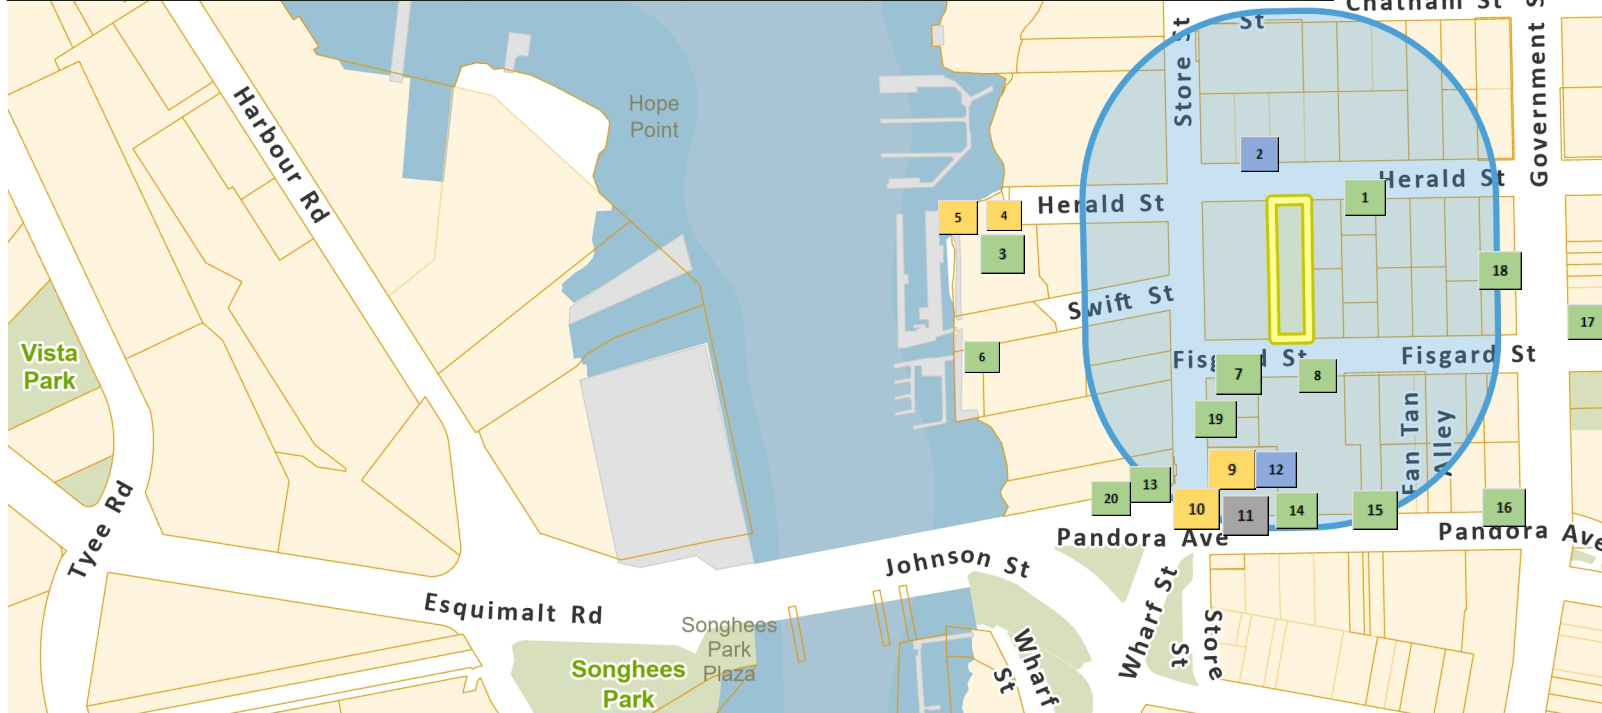 Chatham St
St
Store St
Government S
Harbour Rd
Hope
Point
2
Herald St
1
5
4
Herald St
3
18
Swift St
17
Vista
Park
6
Fisgard St
Fisgard St
7
8
19
Fan Tan
Alley
9
12
13
20
10
11
14
15
16
Pandora Ave
Pandora Ave
Tyee Rd
Johnson St
Esquimalt Rd
Songhees
Park
Plaza
Songhees
Park
Wharf
St
Wharf St
St
Store